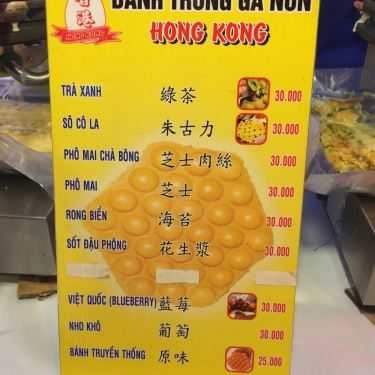 香港
BÁNH TRỨNG GÀ NON
HONG KONG
TRÀ XANH 綠茶 30.000
SÔ CÔ LA 朱古力 30.000
PHÔ MAI CHÀ BÔNG 芝士肉絲 30.000
PHÔ MAI 芝士 30.000
RONG BIỂN 海苔 30.000
SỐT ĐẬU PHỘNG 花生漿 30.000
VIỆT QUỐC (BLUEBERRY) 藍莓 30.000
NHO KHÔ 葡萄 30.000
BÁNH TRUYỀN THỐNG 原味 25.000